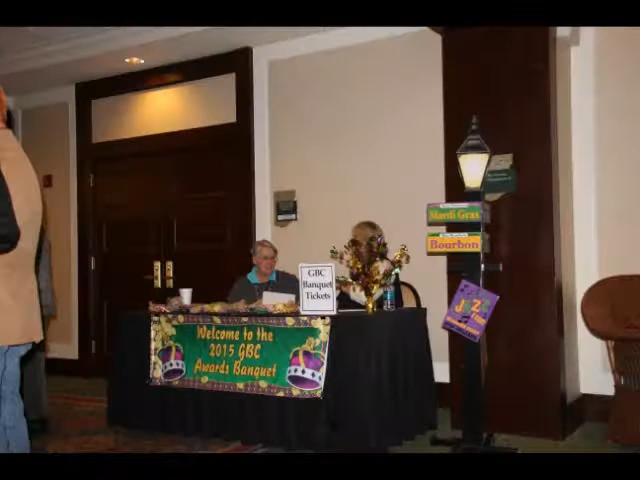 Mardi Gras
Bourbon
GBC
Banquet
Tickets
JAZZ
Welcome to the
2015 GBC
Awards Banquet